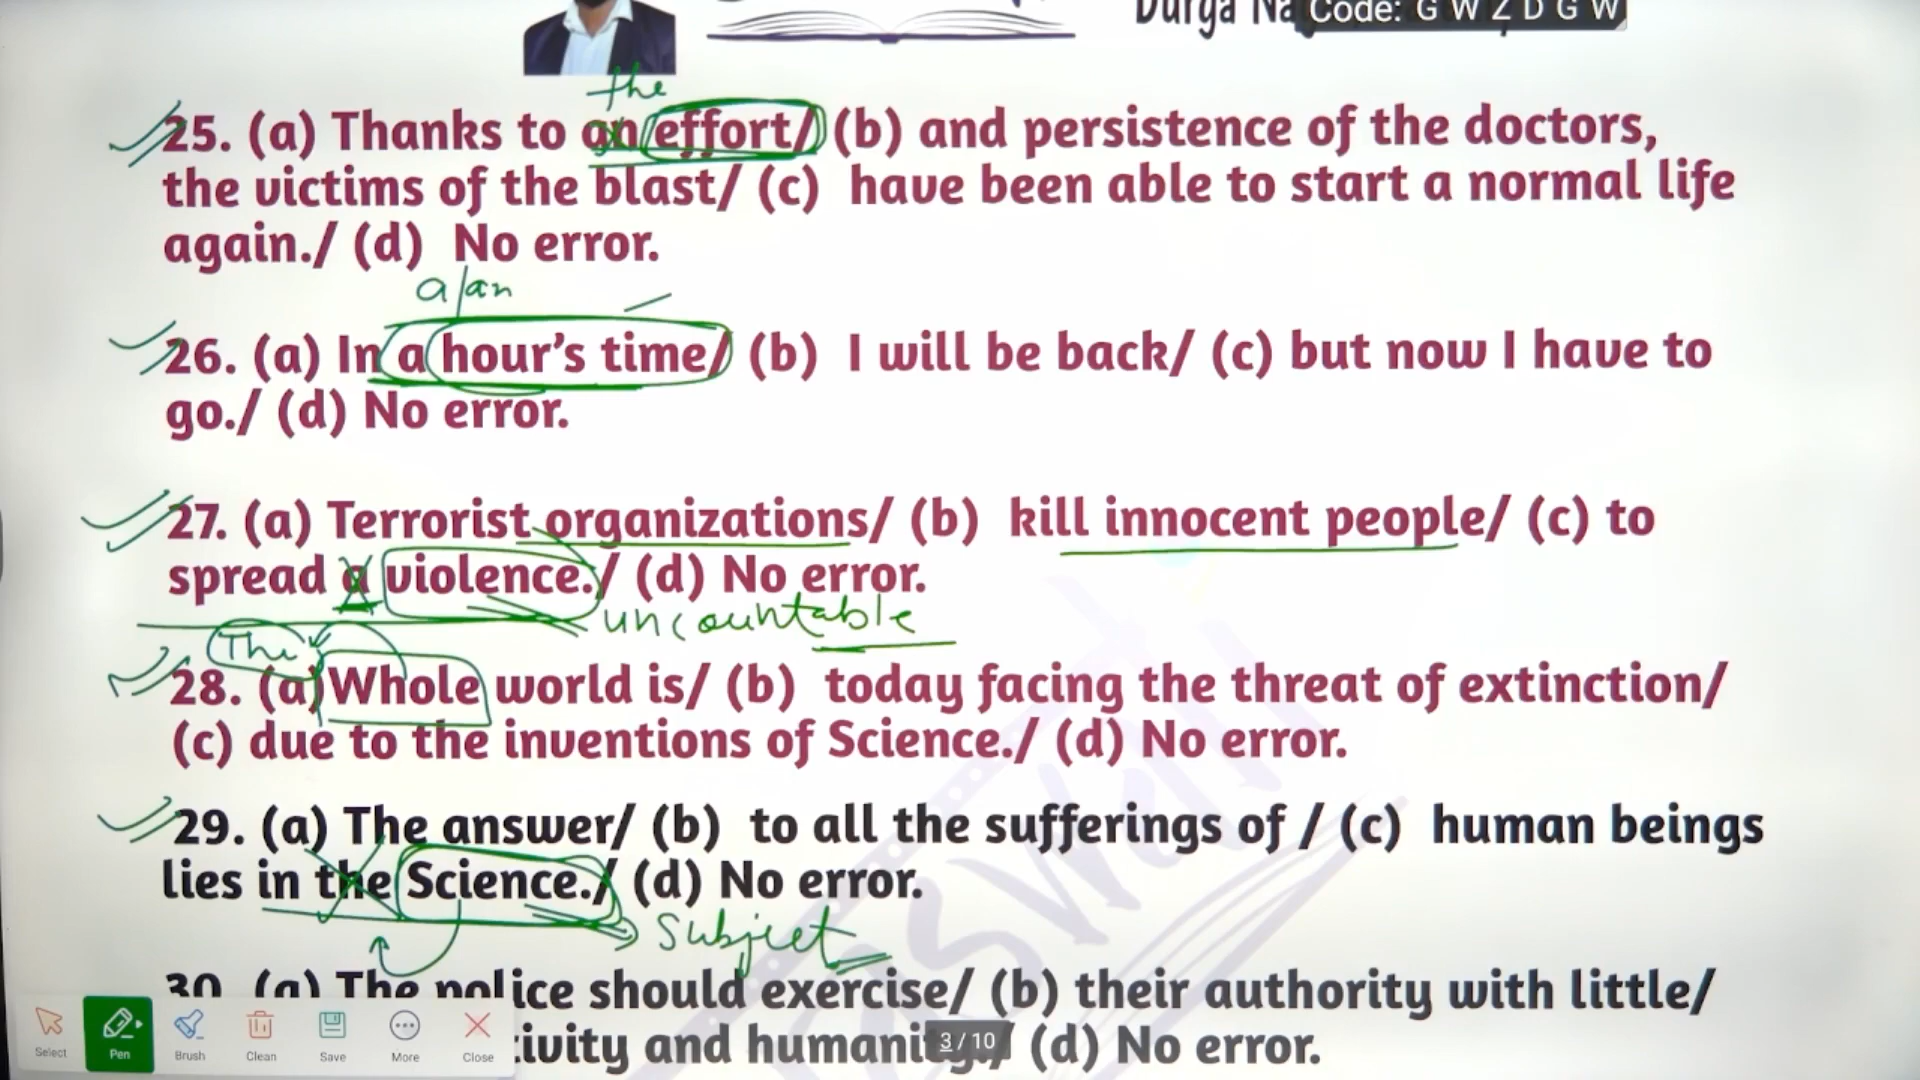 Durga Na Code: G W Z D G W
the
25. (a) Thanks to an effort/ (b) and persistence of the doctors,
the victims of the blast/ (c) have been able to start a normal life
again./ (d) No error.
a/an
26. (a) In a hour's time/ (b) I will be back/ (c) but now I have to
go./ (d) No error.
27. (a) Terrorist organizations/ (b) kill innocent people/ (c) to
spread a violence./ (d) No error.
uncountable
The
28. (a) Whole world is/ (b) today facing the threat of extinction/
(c) due to the inventions of Science./ (d) No error.
29. (a) The answer/ (b) to all the sufferings of / (c) human beings
lies in the Science./ (d) No error.
Subject
30. (a) The police should exercise/ (b) their authority with little/
tivity and humanity./ (d) No error.
3 / 10
Select Pen Brush Clean Save More Close